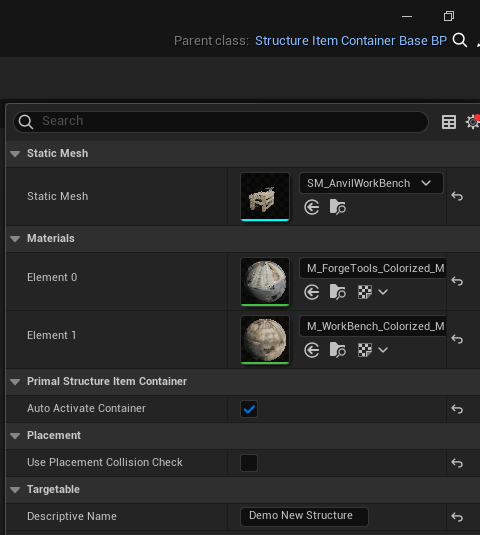 Parent class: Structure Item Container Base BP
Search
Static Mesh
Static Mesh
SM_AnvilWorkBench
Materials
Element 0
M_ForgeTools_Colorized_M
Element 1
M_WorkBench_Colorized_M
Primal Structure Item Container
Auto Activate Container
Placement
Use Placement Collision Check
Targetable
Descriptive Name
Demo New Structure